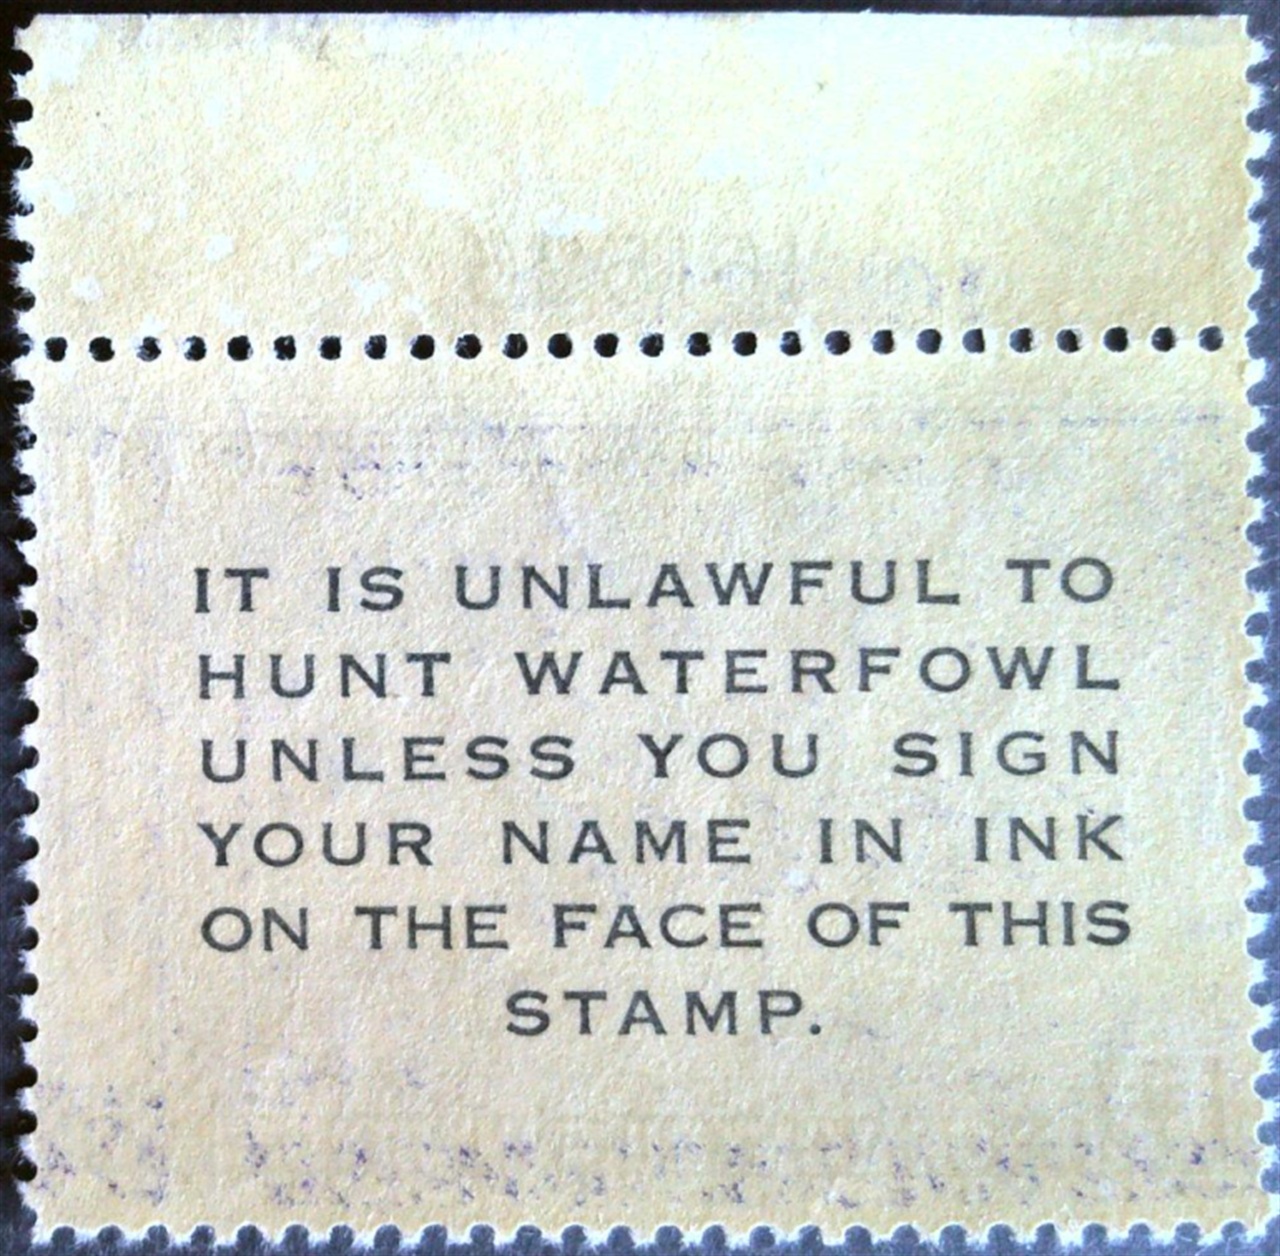 IT IS UNLAWFUL TO
HUNT WATERFOWL
UNLESS YOU SIGN
YOUR NAME IN INK
ON THE FACE OF THIS
STAMP.